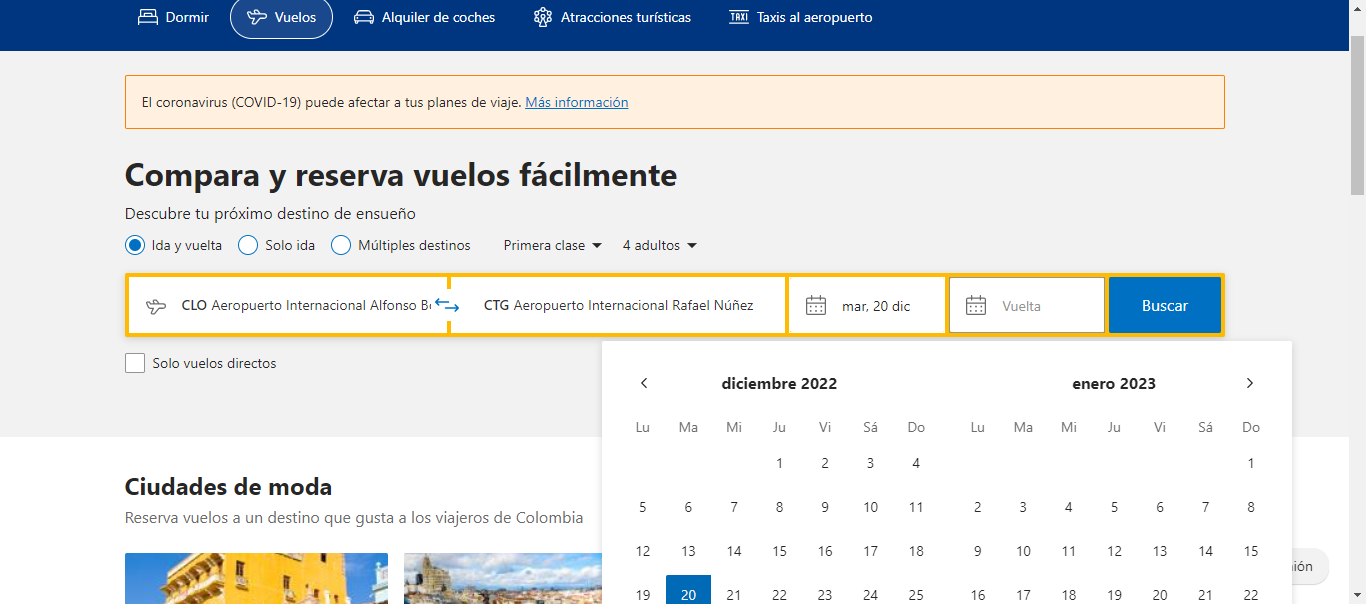 Dormir Vuelos Alquiler de coches Atracciones turísticas TAXI Taxis al aeropuerto
El coronavirus (COVID-19) puede afectar a tus planes de viaje. Más información
Compara y reserva vuelos fácilmente
Descubre tu próximo destino de ensueño
Ida y vuelta Solo ida Múltiples destinos Primera clase 4 adultos
CLO Aeropuerto Internacional Alfonso CTG Aeropuerto Internacional Rafael Núñez mar, 20 dic Vuelta Buscar
Solo vuelos directos
diciembre 2022 enero 2023
Lu Ma Mi Ju Vi Sá Do Lu Ma Mi Ju Vi Sá Do
1 2 3 4 1
Ciudades de moda
Reserva vuelos a un destino que gusta a los viajeros de Colombia
5 6 7 8 9 10 11 2 3 4 5 6 7 8
12 13 14 15 16 17 18 9 10 11 12 13 14 15
19 20 21 22 23 24 25 16 17 18 19 20 21 22